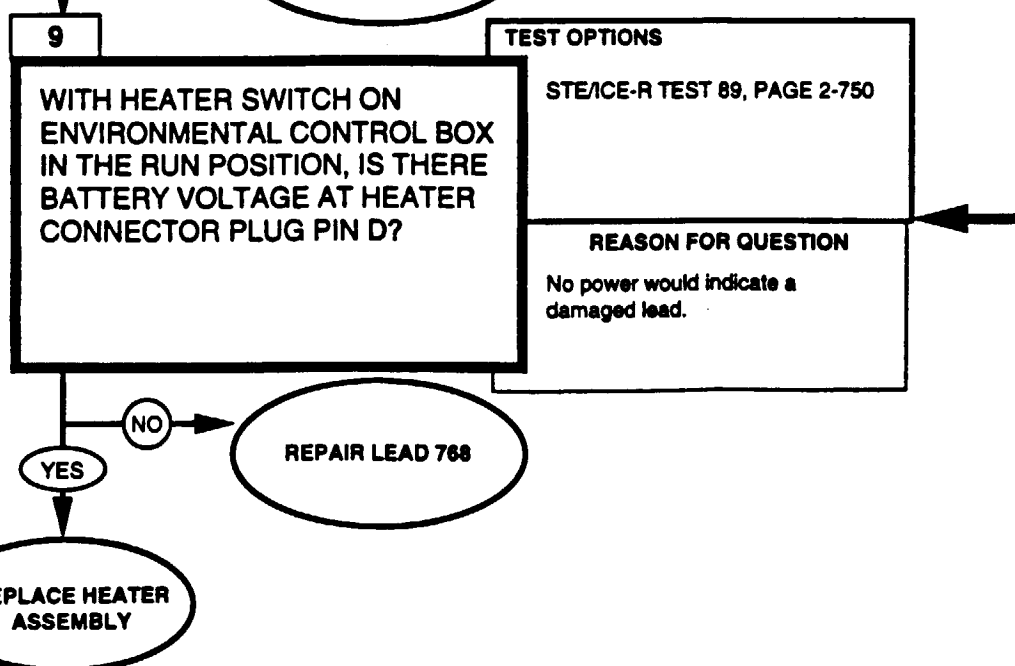 9
WITH HEATER SWITCH ON
ENVIRONMENTAL CONTROL BOX
IN THE RUN POSITION, IS THERE
BATTERY VOLTAGE AT HEATER
CONNECTOR PLUG PIN D?
TEST OPTIONS
STE/ICE-R TEST 89, PAGE 2-750
REASON FOR QUESTION
No power would indicate a
damaged lead.
NO
REPAIR LEAD 768
YES
EPLACE HEATER
ASSEMBLY